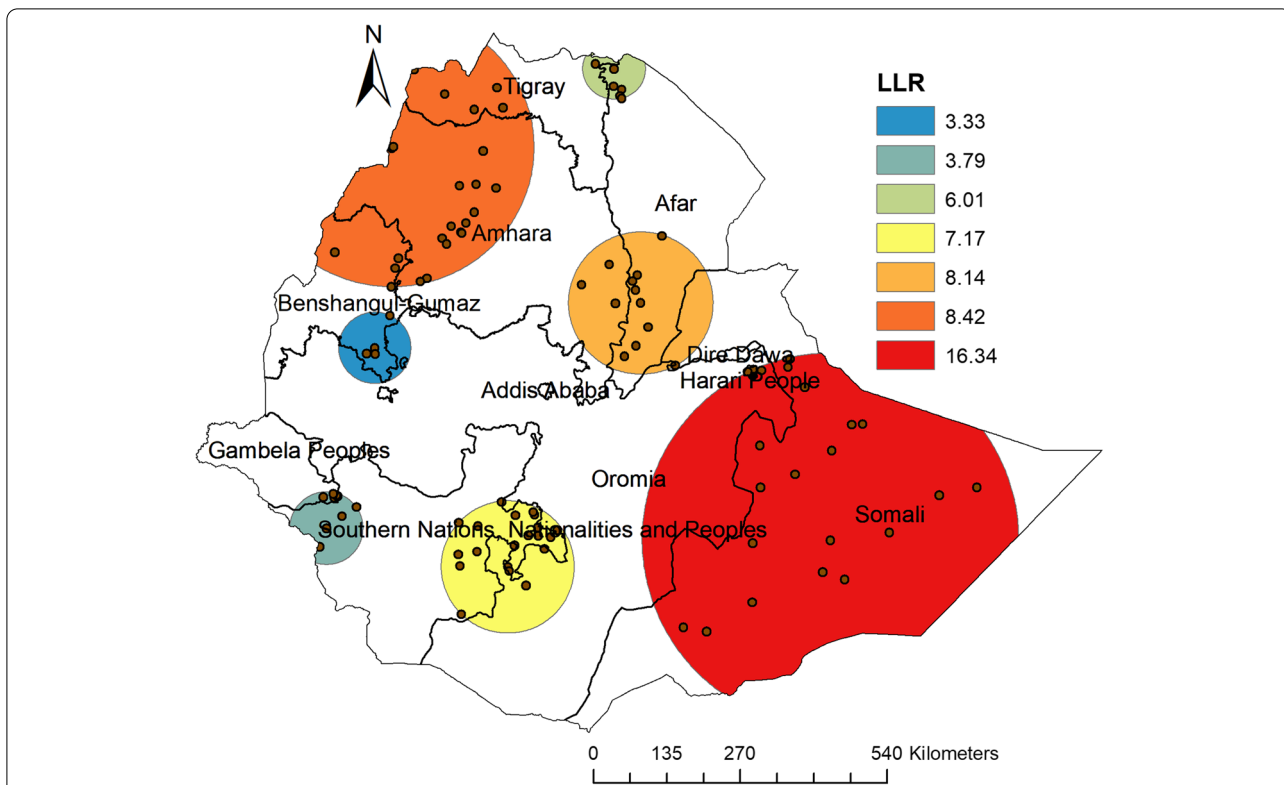 N
LLR
3.33
3.79
6.01
7.17
8.14
8.42
16.34
Tigray
Afar
Amhara
Benshangul-Gumaz
Dire Dawa
Harari People
Addis Ababa
Gambela Peoples
Oromia
Somali
Southern Nations, Nationalities and Peoples
0 135 270 540 Kilometers